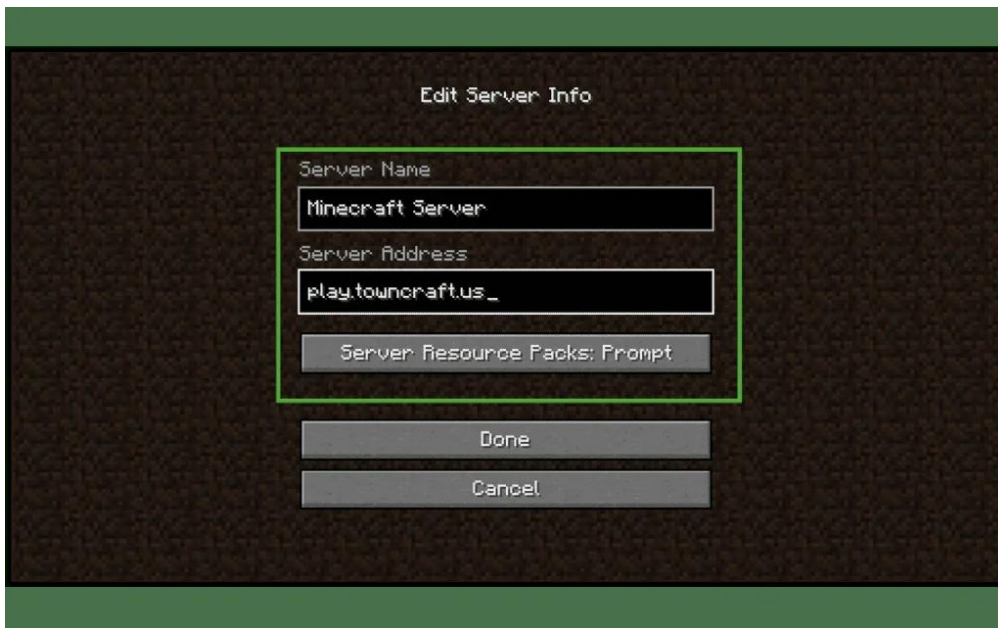 Edit Server Info
Server Name
Minecraft Server
Server Address
play.towncraft.us_
Server Resource Packs: Prompt
Done
Cancel